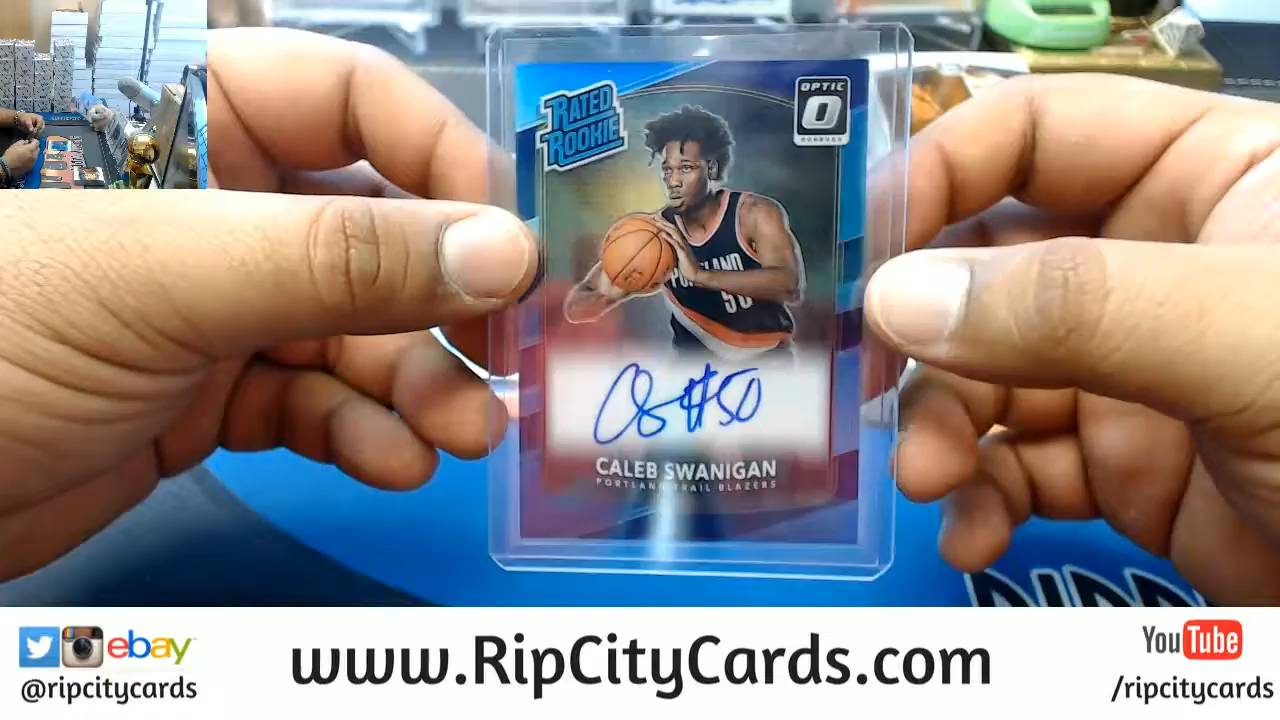 RATED
ROOKIE
OPTIC
DONRUSS
PORTLAND
50
#50
CALEB SWANIGAN
PORTLAND TRAIL BLAZERS
ebay
@ripcitycards
www.RipCityCards.com
YouTube
/ripcitycards